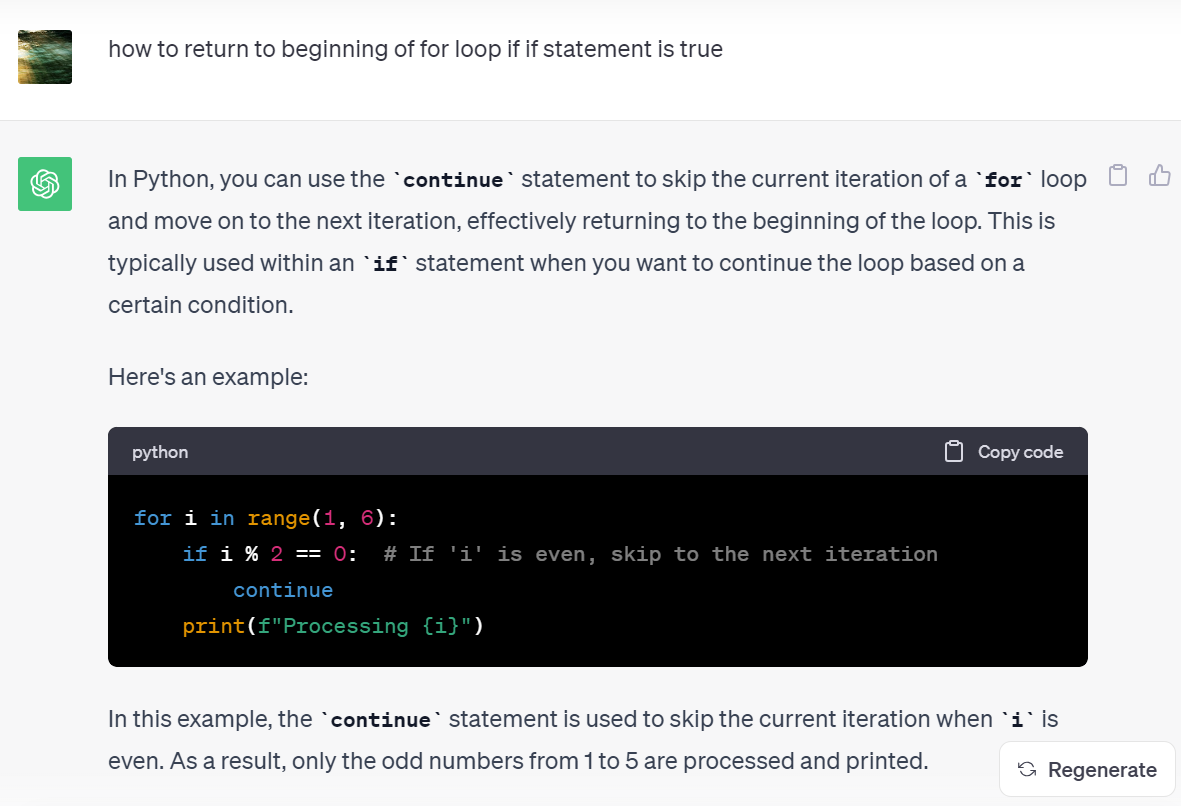 how to return to beginning of for loop if if statement is true
In Python, you can use the `continue` statement to skip the current iteration of a `for` loop
and move on to the next iteration, effectively returning to the beginning of the loop. This is
typically used within an `if` statement when you want to continue the loop based on a
certain condition.
Here's an example:
python Copy code
for i in range(1, 6):
    if i % 2 == 0:  # If 'i' is even, skip to the next iteration
        continue
    print(f"Processing {i}")
In this example, the `continue` statement is used to skip the current iteration when `i` is
even. As a result, only the odd numbers from 1 to 5 are processed and printed.
Regenerate